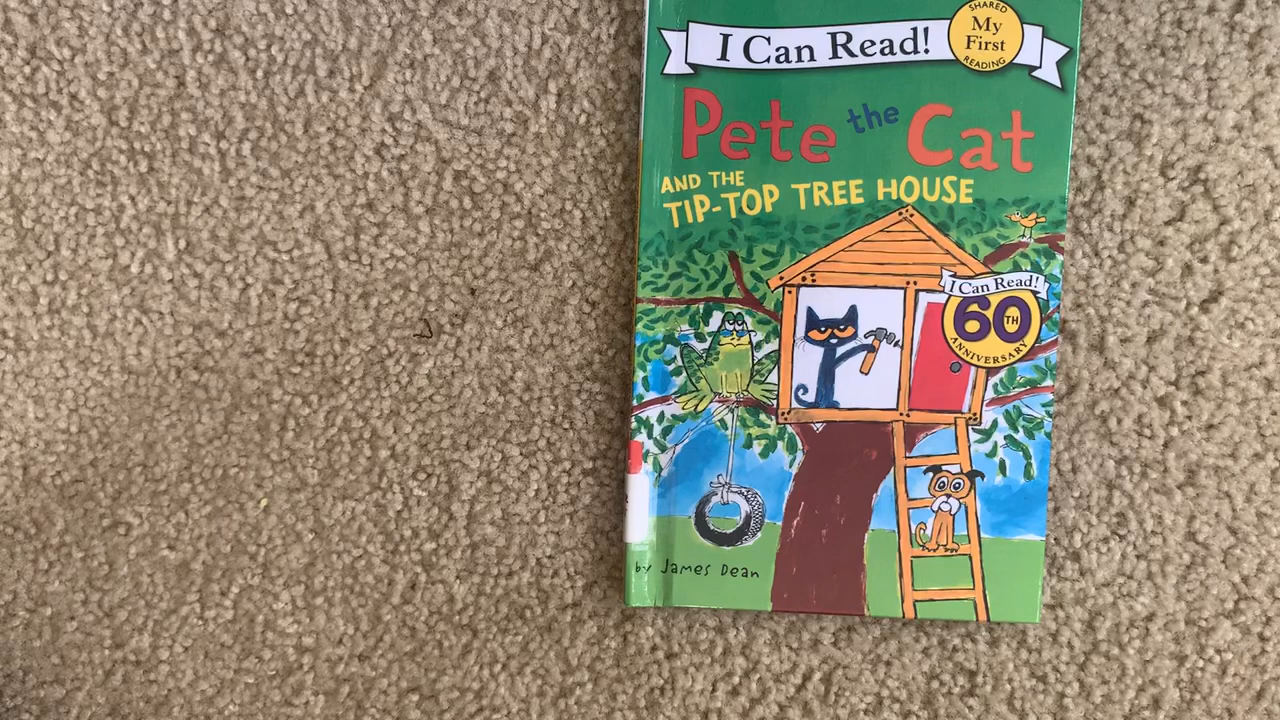 I Can Read!
SHARED
My
First
READING
Pete the Cat
AND THE
TIP-TOP TREE HOUSE
I Can Read!
60TH
ANNIVERSARY
by James Dean